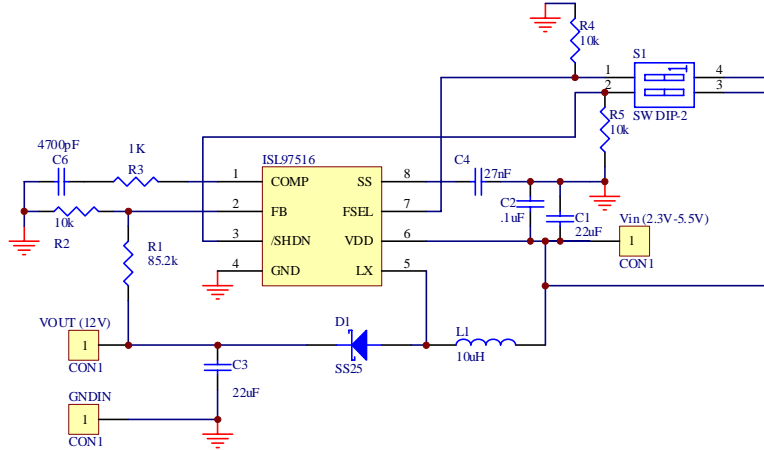 R4
10k
S1
1 4
2 3
SW DIP-2
R5
10k
4700pF
C6
1K
R3
ISL97516
C4
27nF
1 COMP SS 8
2 FB FSEL 7
3 /SHDN VDD 6
4 GND LX 5
C2
.1uF
C1
22uF
Vin (2.3V-5.5V)
1
CON1
10k
R2
R1
85.2k
VOUT (12V)
1
CON1
D1
SS25
L1
10uH
C3
22uF
GNDIN
1
CON1